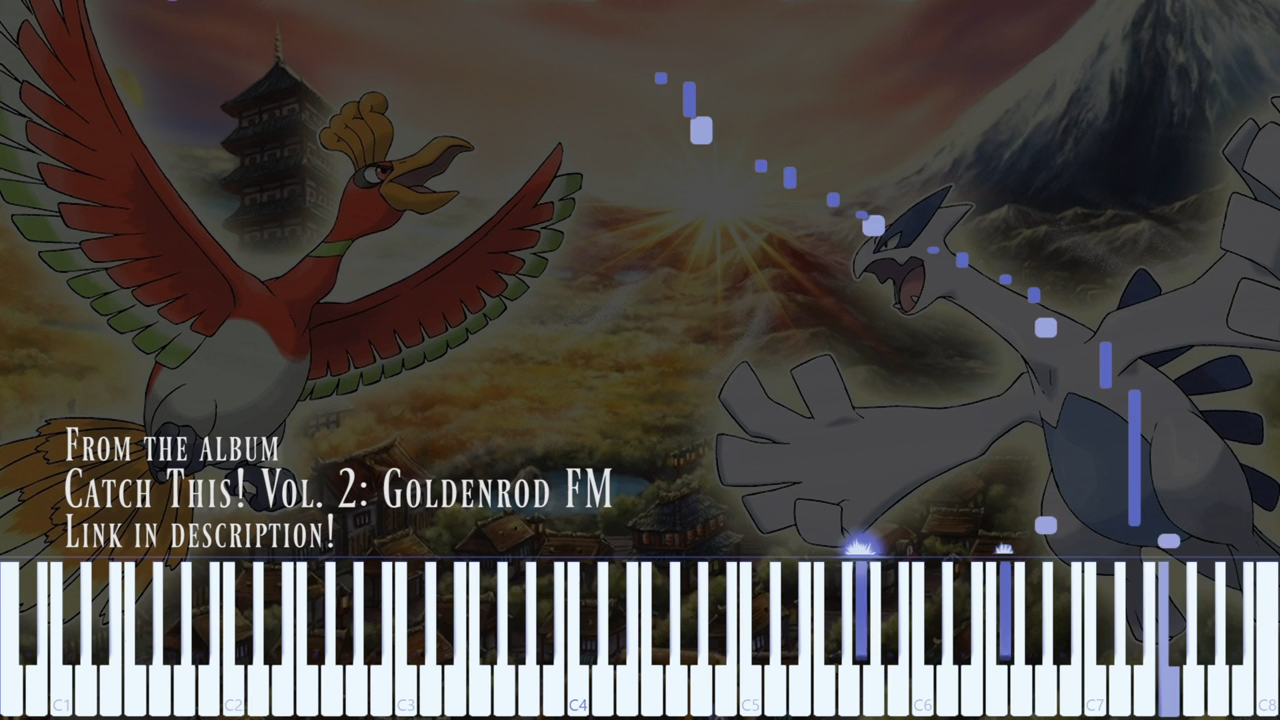 From the album
Catch This! Vol. 2: Goldenrod FM
Link in description!
C1 C2 C3 C4 C5 C6 C7 C8